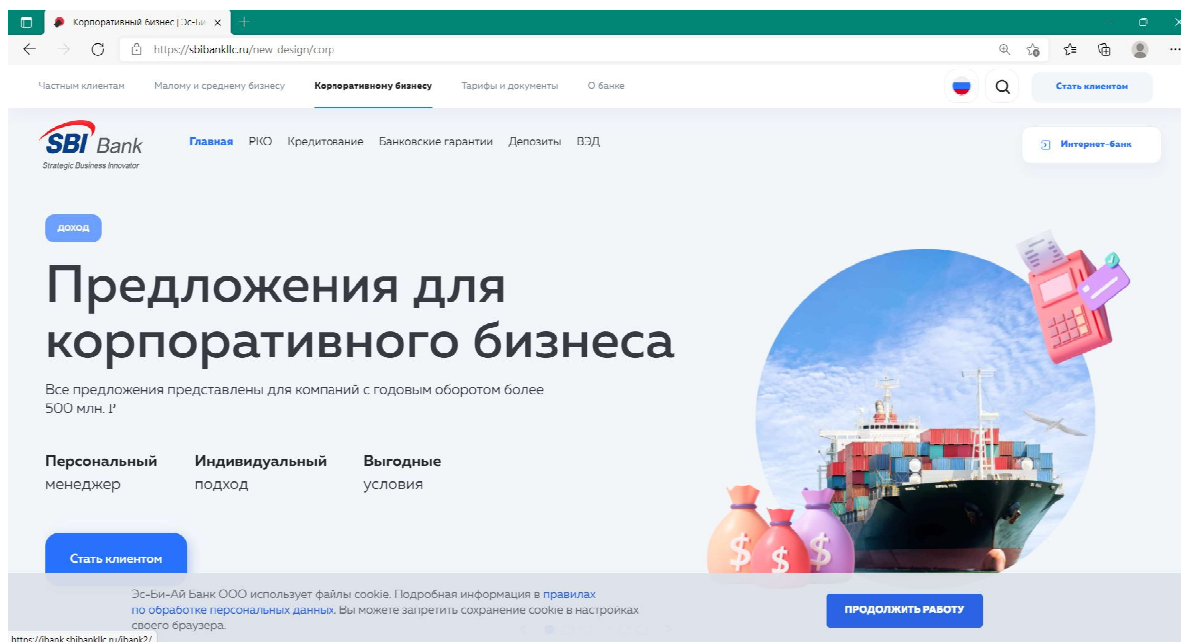 Корпоративный бизнес | Эс-Би-
https://sbibankllc.ru/new-design/corp
Частным клиентам Малому и среднему бизнесу Корпоративному бизнесу Тарифы и документы О банке Стать клиентом
SBI Bank
Strategic Business Innovator
Главная РКО Кредитование Банковские гарантии Депозиты ВЭД Интернет-банк
ДОХОД
Предложения для
корпоративного бизнеса
Все предложения представлены для компаний с годовым оборотом более
500 млн. ₽
Персональный Индивидуальный Выгодные
менеджер подход условия
$ $ $
Стать клиентом
Эс-Би-Ай Банк ООО использует файлы cookie. Подробная информация в правилах
по обработке персональных данных. Вы можете запретить сохранение cookie в настройках
своего браузера.
ПРОДОЛЖИТЬ РАБОТУ
https://ibank.sbibankllc.ru/ibank2/